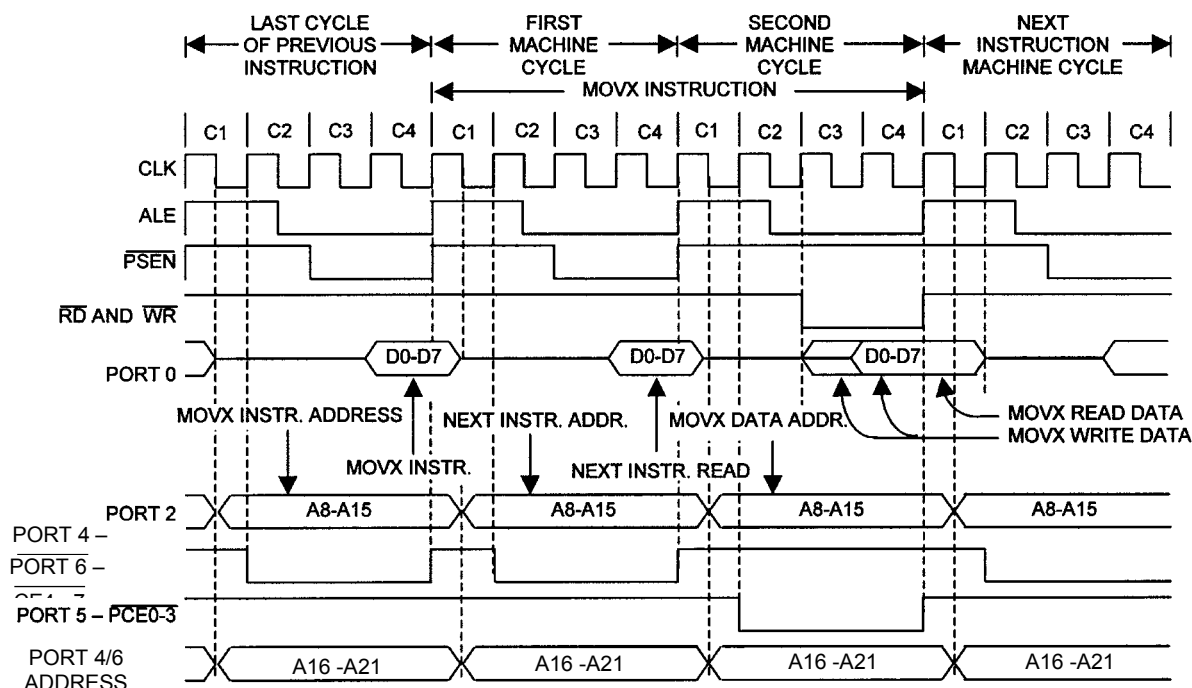 LAST CYCLE
OF PREVIOUS
INSTRUCTION
FIRST
MACHINE
CYCLE
SECOND
MACHINE
CYCLE
NEXT
INSTRUCTION
MACHINE CYCLE
MOVX INSTRUCTION
C1 C2 C3 C4 C1 C2 C3 C4 C1 C2 C3 C4 C1 C2 C3 C4
CLK
ALE
PSEN
RD AND WR
PORT 0
D0-D7 D0-D7 D0-D7
MOVX INSTR. ADDRESS
NEXT INSTR. ADDR.
MOVX DATA ADDR.
MOVX READ DATA
MOVX WRITE DATA
MOVX INSTR.
NEXT INSTR. READ
PORT 2
A8-A15 A8-A15 A8-A15 A8-A15
PORT 4 –
PORT 6 –
PORT 5 – PCE0-3
PORT 4/6
ADDRESS
A16 -A21 A16 -A21 A16 -A21 A16 -A21